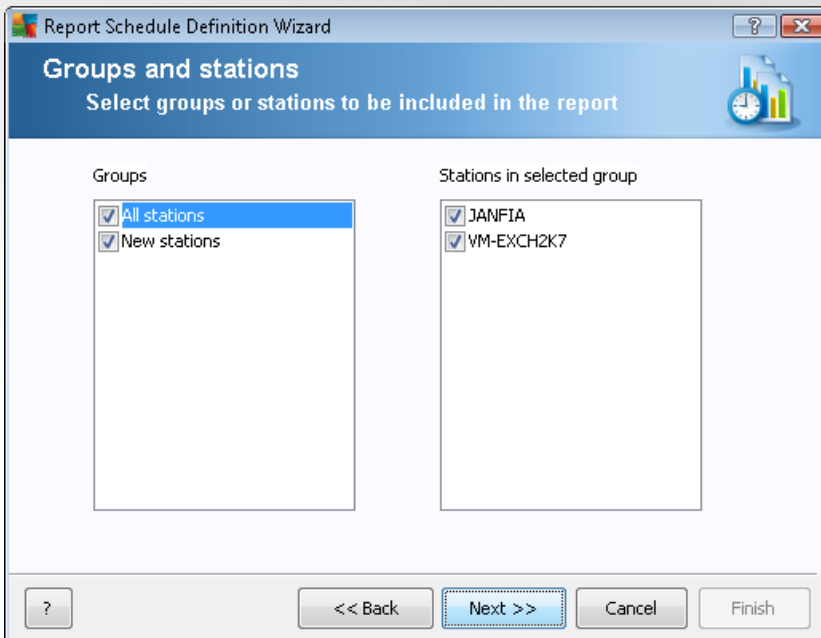 Report Schedule Definition Wizard
?
Groups and stations
Select groups or stations to be included in the report
Groups
Stations in selected group
All stations
New stations
JANFIA
VM-EXCH2K7
?
<< Back
Next >>
Cancel
Finish